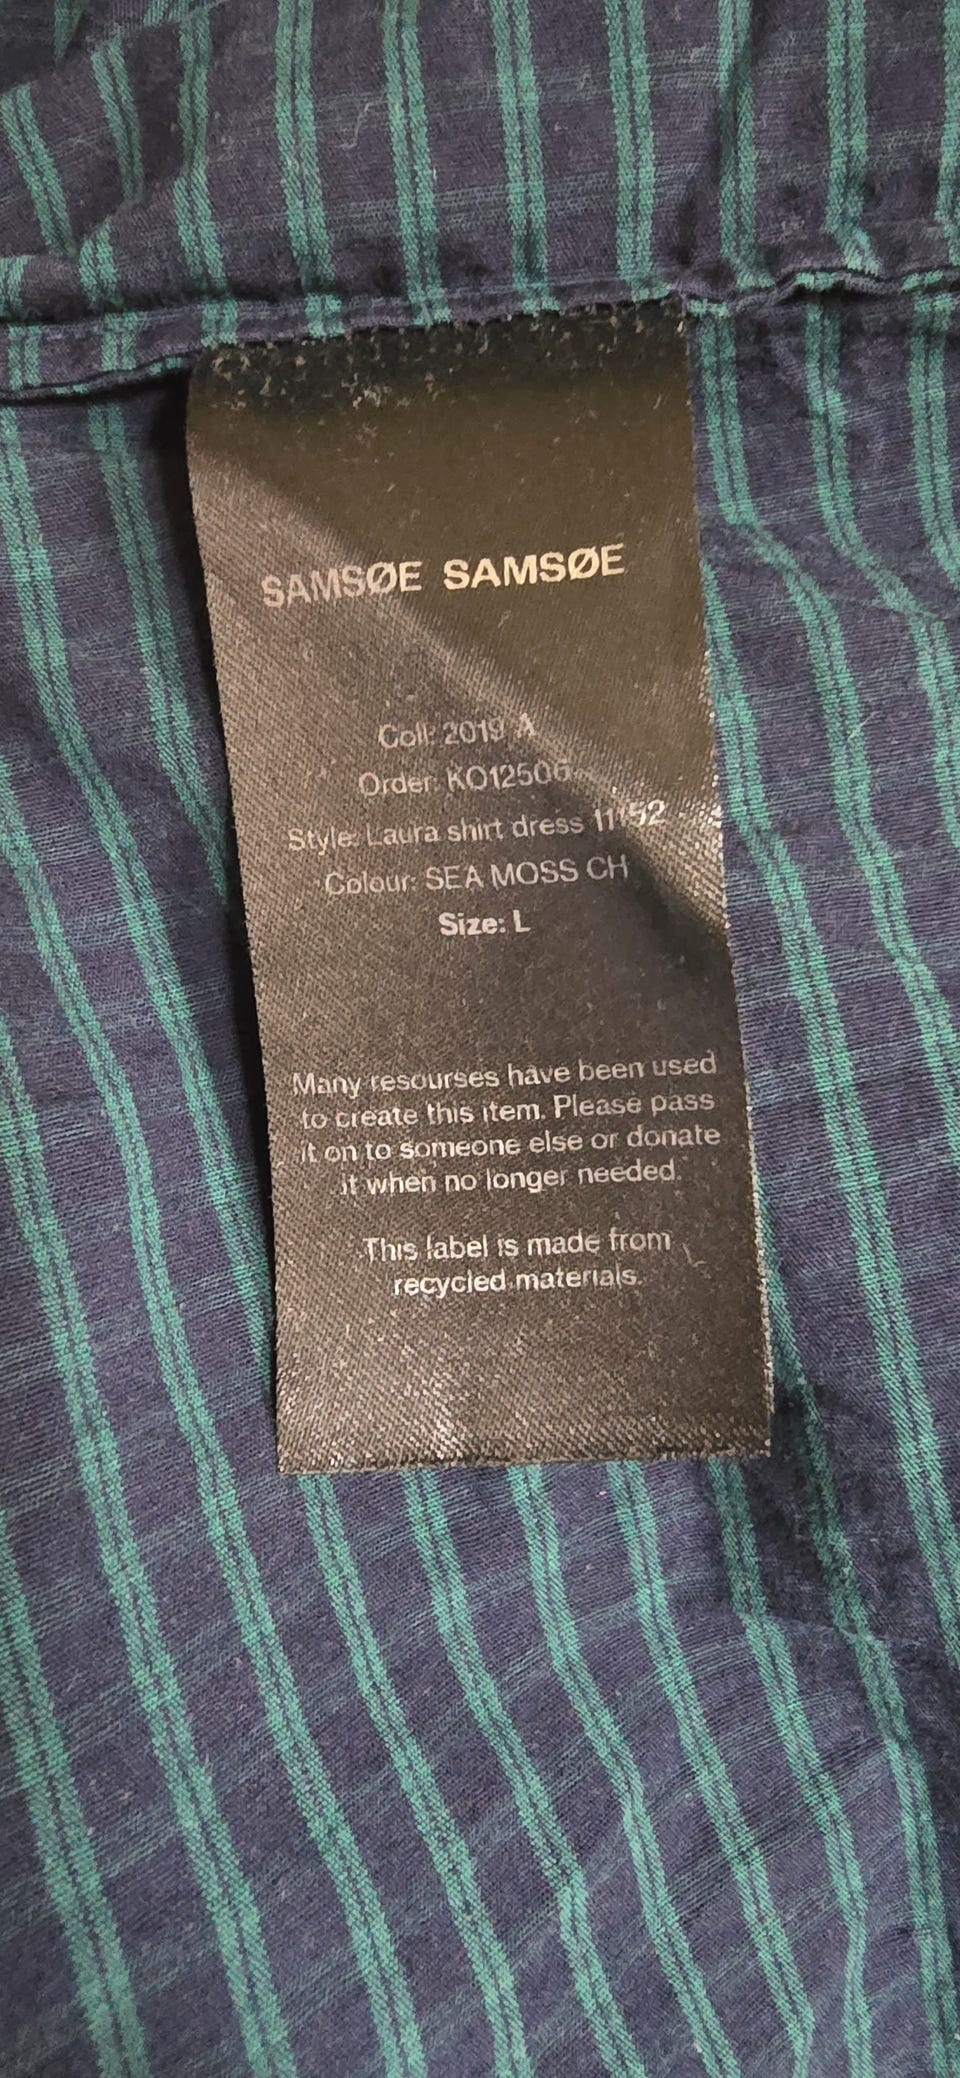 SAMSØE SAMSØE
Coll: 2019 A
Order: KO12506
Style: Laura shirt dress 11152
Colour: SEA MOSS CH
Size: L
Many resourses have been used
to create this item. Please pass
it on to someone else or donate
it when no longer needed.
This label is made from
recycled materials.